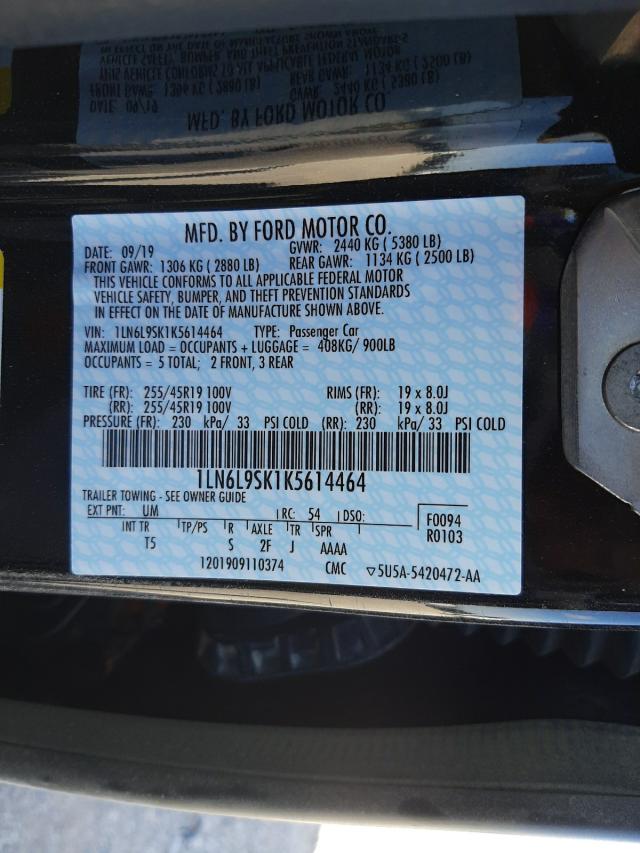 MFD. BY FORD MOTOR CO.
DATE: 09/19 GVWR: 2440 KG ( 5380 LB)
FRONT GAWR: 1306 KG ( 2880 LB) REAR GAWR: 1134 KG ( 2500 LB)
THIS VEHICLE CONFORMS TO ALL APPLICABLE FEDERAL MOTOR
VEHICLE SAFETY, BUMPER, AND THEFT PREVENTION STANDARDS
IN EFFECT ON THE DATE OF MANUFACTURE SHOWN ABOVE.
VIN: 1LN6L9SK1K5614464 TYPE: Passenger Car
MAXIMUM LOAD = OCCUPANTS + LUGGAGE = 408KG/ 900LB
OCCUPANTS = 5 TOTAL; 2 FRONT, 3 REAR
TIRE (FR): 255/45R19 100V RIMS (FR): 19 x 8.0J
(RR): 255/45R19 100V (RR): 19 x 8.0J
PRESSURE (FR): 230 kPa/ 33 PSI COLD (RR): 230 kPa/ 33 PSI COLD
1LN6L9SK1K5614464
TRAILER TOWING - SEE OWNER GUIDE
EXT PNT: UM RC: 54 DSO: F0094
INT TR TP/PS R AXLE TR SPR R0103
T5 S 2F J AAAA
1201909110374 CMC ▽5U5A-5420472-AA